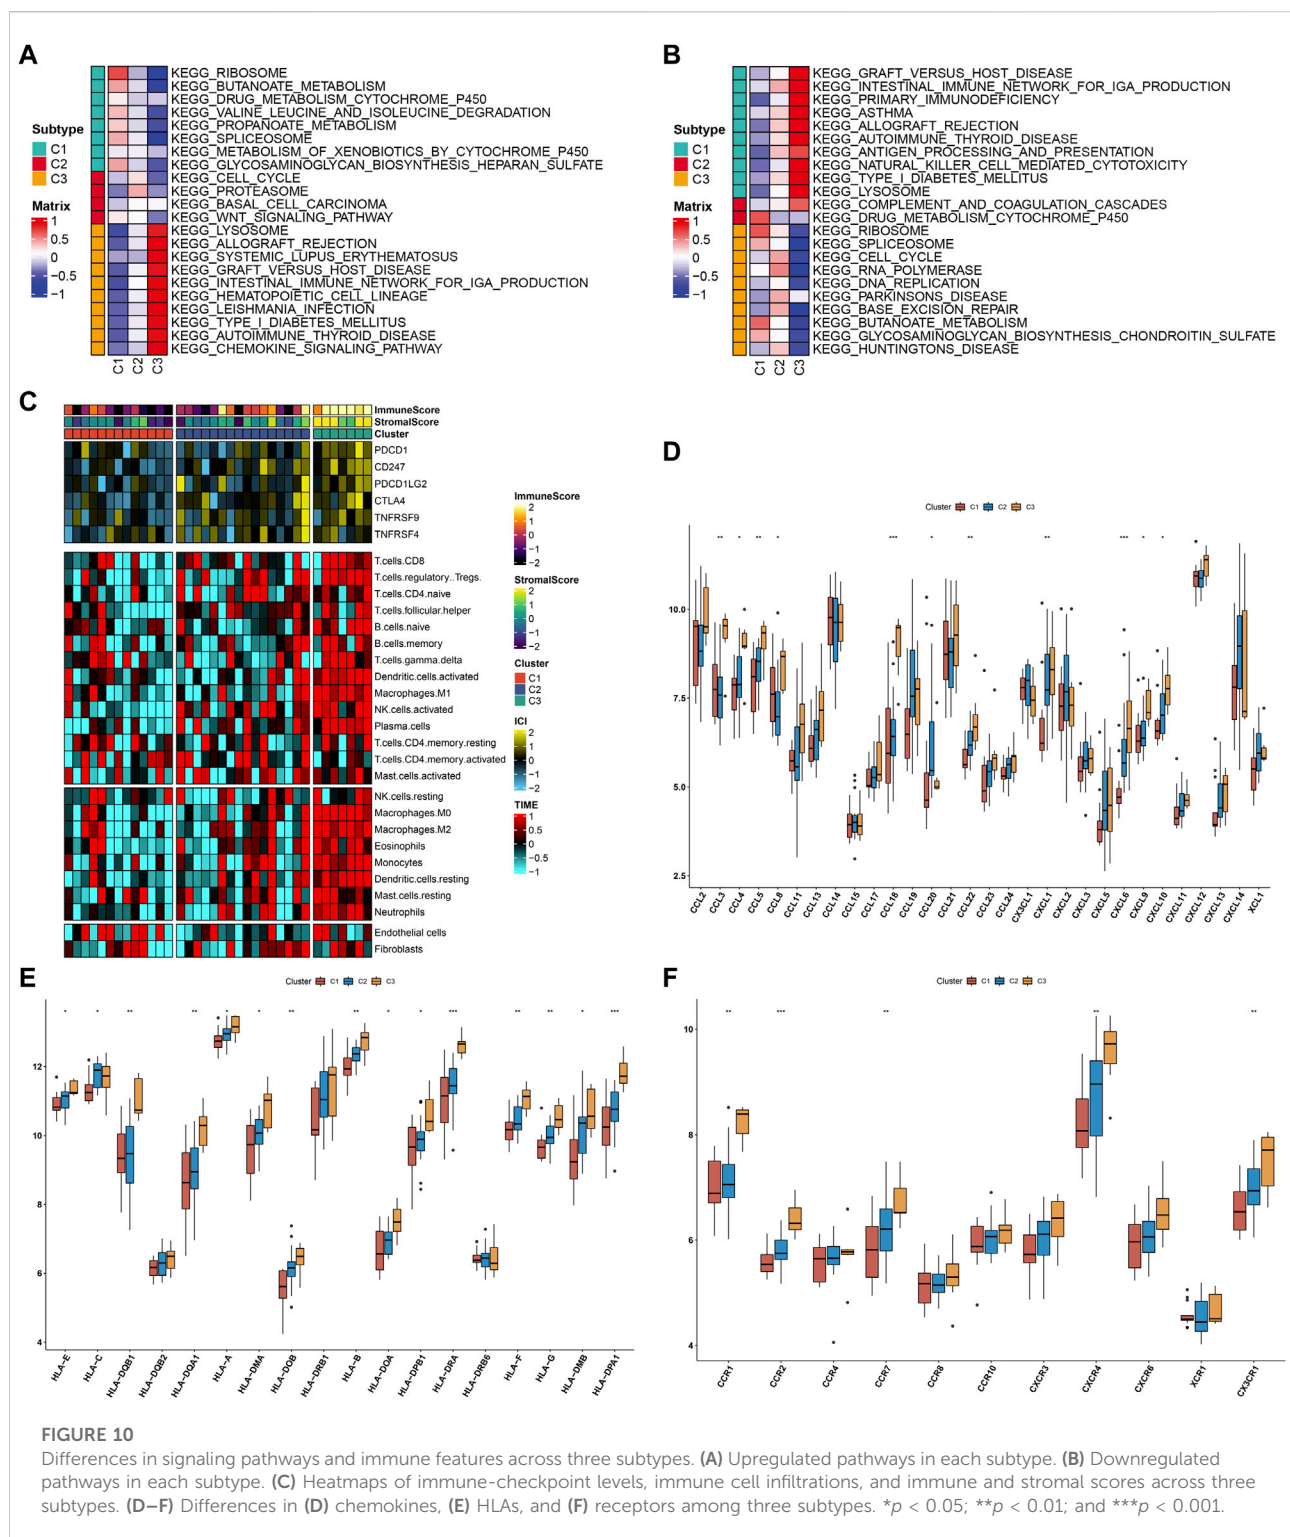 A
Subtype
C1
C2
C3
Matrix
1
0.5
0
−0.5
−1
KEGG_RIBOSOME
KEGG_BUTANOATE_METABOLISM
KEGG_DRUG_METABOLISM_CYTOCHROME_P450
KEGG_VALINE_LEUCINE_AND_ISOLEUCINE_DEGRADATION
KEGG_PROPANOATE_METABOLISM
KEGG_SPLICEOSOME
KEGG_METABOLISM_OF_XENOBIOTICS_BY_CYTOCHROME_P450
KEGG_GLYCOSAMINOGLYCAN_BIOSYNTHESIS_HEPARAN_SULFATE
KEGG_CELL_CYCLE
KEGG_PROTEASOME
KEGG_BASAL_CELL_CARCINOMA
KEGG_WNT_SIGNALING_PATHWAY
KEGG_LYSOSOME
KEGG_ALLOGRAFT_REJECTION
KEGG_SYSTEMIC_LUPUS_ERYTHEMATOSUS
KEGG_GRAFT_VERSUS_HOST_DISEASE
KEGG_INTESTINAL_IMMUNE_NETWORK_FOR_IGA_PRODUCTION
KEGG_HEMATOPOIETIC_CELL_LINEAGE
KEGG_LEISHMANIA_INFECTION
KEGG_TYPE_I_DIABETES_MELLITUS
KEGG_AUTOIMMUNE_THYROID_DISEASE
KEGG_CHEMOKINE_SIGNALING_PATHWAY
C1 C2 C3
B
Subtype
C1
C2
C3
Matrix
1
0.5
0
−0.5
−1
KEGG_GRAFT_VERSUS_HOST_DISEASE
KEGG_INTESTINAL_IMMUNE_NETWORK_FOR_IGA_PRODUCTION
KEGG_PRIMARY_IMMUNODEFICIENCY
KEGG_ASTHMA
KEGG_ALLOGRAFT_REJECTION
KEGG_AUTOIMMUNE_THYROID_DISEASE
KEGG_ANTIGEN_PROCESSING_AND_PRESENTATION
KEGG_NATURAL_KILLER_CELL_MEDIATED_CYTOTOXICITY
KEGG_TYPE_I_DIABETES_MELLITUS
KEGG_LYSOSOME
KEGG_COMPLEMENT_AND_COAGULATION_CASCADES
KEGG_DRUG_METABOLISM_CYTOCHROME_P450
KEGG_RIBOSOME
KEGG_SPLICEOSOME
KEGG_CELL_CYCLE
KEGG_RNA_POLYMERASE
KEGG_DNA_REPLICATION
KEGG_PARKINSONS_DISEASE
KEGG_BASE_EXCISION_REPAIR
KEGG_BUTANOATE_METABOLISM
KEGG_GLYCOSAMINOGLYCAN_BIOSYNTHESIS_CHONDROITIN_SULFATE
KEGG_HUNTINGTONS_DISEASE
C1 C2 C3
C
ImmuneScore
StromalScore
Cluster
PDCD1
CD247
PDCD1LG2
CTLA4
TNFRSF9
TNFRSF4
T.cells.CD8
T.cells.regulatory..Tregs.
T.cells.CD4.naive
T.cells.follicular.helper
B.cells.naive
B.cells.memory
T.cells.gamma.delta
Dendritic.cells.activated
Macrophages.M1
NK.cells.activated
Plasma.cells
T.cells.CD4.memory.resting
T.cells.CD4.memory.activated
Mast.cells.activated
NK.cells.resting
Macrophages.M0
Macrophages.M2
Eosinophils
Monocytes
Dendritic.cells.resting
Mast.cells.resting
Neutrophils
Endothelial cells
Fibroblasts
ImmuneScore
2
1
0
−1
−2
StromalScore
2
1
0
−1
−2
Cluster
C1
C2
C3
ICI
2
1
0
−1
−2
TIME
1
0.5
0
−0.5
−1
D
Cluster C1 C2 C3
** * ** * *** * ** ** *** * *
10.0
7.5
5.0
2.5
CCL2 CCL3 CCL4 CCL5 CCL8 CCL11 CCL13 CCL14 CCL15 CCL17 CCL18 CCL19 CCL20 CCL21 CCL22 CCL23 CCL24 CX3CL1 CXCL1 CXCL2 CXCL3 CXCL5 CXCL6 CXCL9 CXCL10 CXCL11 CXCL12 CXCL13 CXCL14 XCL1
E
Cluster C1 C2 C3
* * ** ** * * ** ** * * *** ** ** * ***
12
10
8
6
4
HLA−E HLA−C HLA−DQB1 HLA−DQB2 HLA−DQA1 HLA−A HLA−DMA HLA−DOB HLA−DRB1 HLA−B HLA−DOA HLA−DPB1 HLA−DRA HLA−DRB6 HLA−F HLA−G HLA−DMB HLA−DPA1
F
Cluster C1 C2 C3
** *** ** ** **
10
8
6
4
CCR1 CCR2 CCR4 CCR7 CCR8 CCR10 CXCR3 CXCR4 CXCR6 XCR1 CX3CR1
FIGURE 10
Differences in signaling pathways and immune features across three subtypes. (A) Upregulated pathways in each subtype. (B) Downregulated
pathways in each subtype. (C) Heatmaps of immune-checkpoint levels, immune cell infiltrations, and immune and stromal scores across three
subtypes. (D–F) Differences in (D) chemokines, (E) HLAs, and (F) receptors among three subtypes. *p < 0.05; **p < 0.01; and ***p < 0.001.